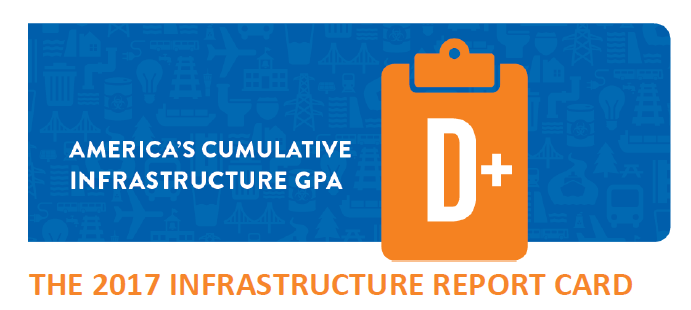 AMERICA'S CUMULATIVE
INFRASTRUCTURE GPA
D+
THE 2017 INFRASTRUCTURE REPORT CARD